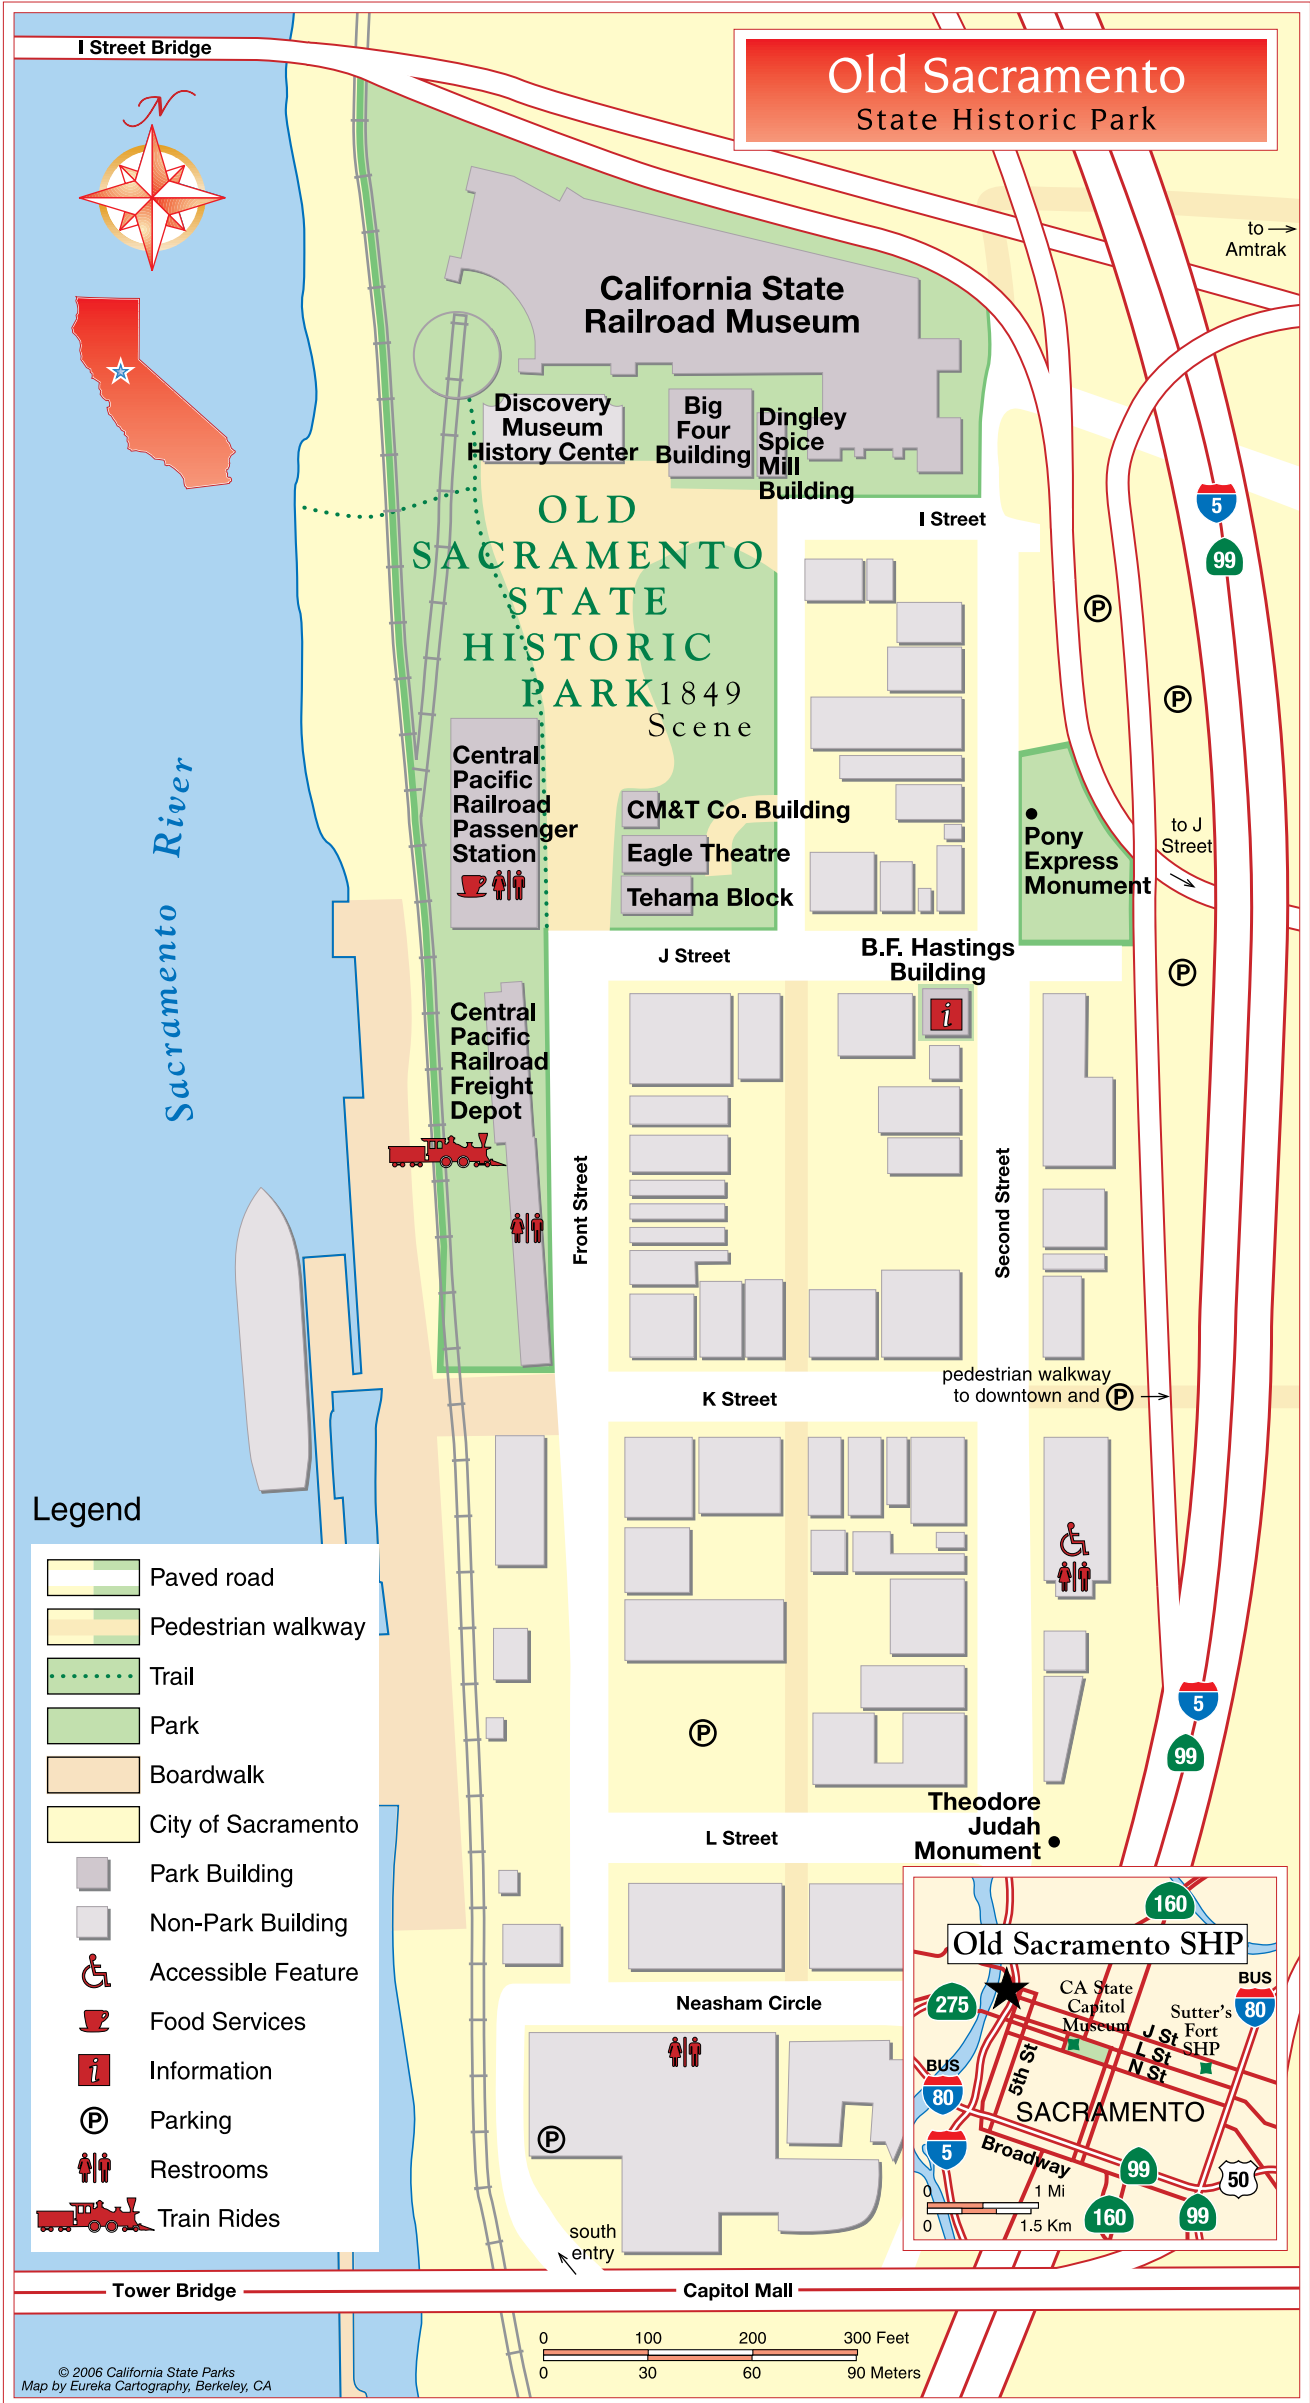 I Street Bridge
Old Sacramento
State Historic Park
N
to
Amtrak
California State
Railroad Museum
Discovery
Museum
History Center
Big
Four
Building
Dingley
Spice
Mill
Building
I Street
5
99
OLD
SACRAMENTO
STATE
HISTORIC
PARK
1849
Scene
P
P
Central
Pacific
Railroad
Passenger
Station
CM&T Co. Building
Eagle Theatre
Tehama Block
Pony
Express
Monument
to J
Street
Sacramento River
J Street
B.F. Hastings
Building
i
P
Central
Pacific
Railroad
Freight
Depot
Front Street
Second Street
pedestrian walkway
to downtown and P
K Street
5
99
P
Theodore
Judah
Monument
L Street
Neasham Circle
P
south
entry
Legend
Paved road
Pedestrian walkway
Trail
Park
Boardwalk
City of Sacramento
Park Building
Non-Park Building
Accessible Feature
Food Services
i Information
P Parking
Restrooms
Train Rides
160
Old Sacramento SHP
275
CA State
Capitol
Museum
Sutter's
Fort
SHP
BUS
80
J St
L St
N St
5th St
BUS
80
SACRAMENTO
5
Broadway
99
50
0 1 Mi
0 1.5 Km
160
99
Tower Bridge
Capitol Mall
0 100 200 300 Feet
0 30 60 90 Meters
© 2006 California State Parks
Map by Eureka Cartography, Berkeley, CA